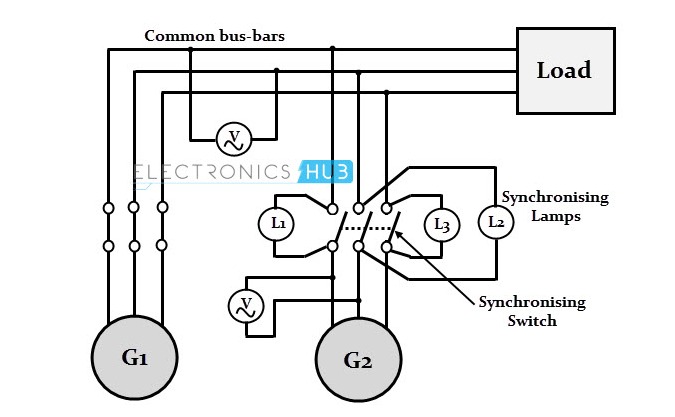 Common bus-bars
Load
V
ELECTRONICS HUB
L1
L3
L2
Synchronising
Lamps
V
Synchronising
Switch
G1
G2